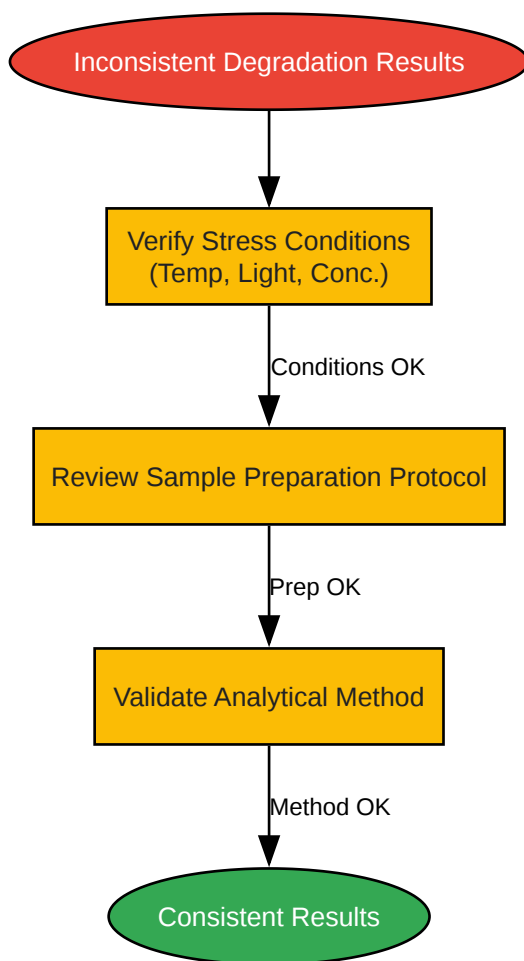 Inconsistent Degradation Results
Verify Stress Conditions
(Temp, Light, Conc.)
Conditions OK
Review Sample Preparation Protocol
Prep OK
Validate Analytical Method
Method OK
Consistent Results